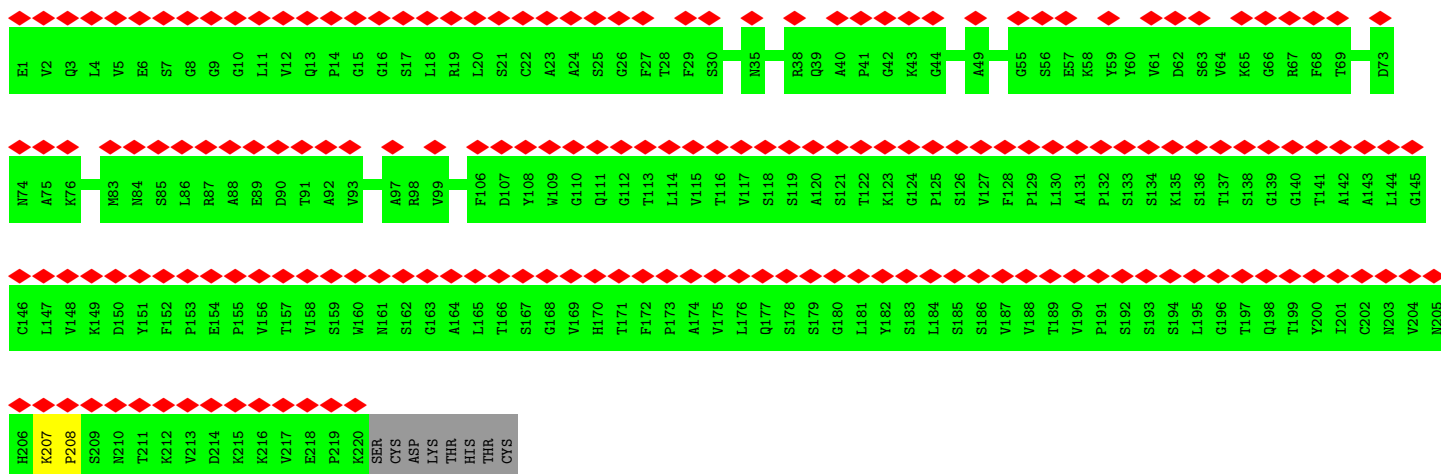 E1 V2 Q3 L4 V5 E6 S7 G8 G9 G10 L11 V12 Q13 P14 G15 G16 S17 L18 R19 L20 S21 C22 A23 A24 S25 G26 F27 T28 F29 S30 N35 R38 Q39 A40 P41 G42 K43 G44 A49 G55 S56 E57 K58 Y59 Y60 V61 D62 S63 V64 K65 G66 R67 F68 T69 D73
N74 A75 K76 M83 N84 S85 L86 R87 A88 E89 D90 T91 A92 V93 A97 R98 V99 F106 D107 Y108 W109 G110 Q111 G112 T113 L114 V115 T116 V117 S118 S119 A120 S121 T122 K123 G124 P125 S126 V127 F128 P129 L130 A131 P132 S133 S134 K135 S136 T137 S138 G139 G140 T141 A142 A143 L144 G145
C146 L147 V148 K149 D150 Y151 F152 P153 E154 P155 V156 T157 V158 S159 W160 N161 S162 G163 A164 L165 T166 S167 G168 V169 H170 T171 F172 P173 A174 V175 L176 Q177 S178 S179 G180 L181 Y182 S183 L184 S185 S186 V187 V188 T189 V190 P191 S192 S193 S194 L195 G196 T197 Q198 T199 Y200 I201 C202 N203 V204 N205
H206 K207 P208 S209 N210 T211 K212 V213 D214 K215 K216 V217 E218 P219 K220 SER CYS ASP LYS THR HIS THR CYS